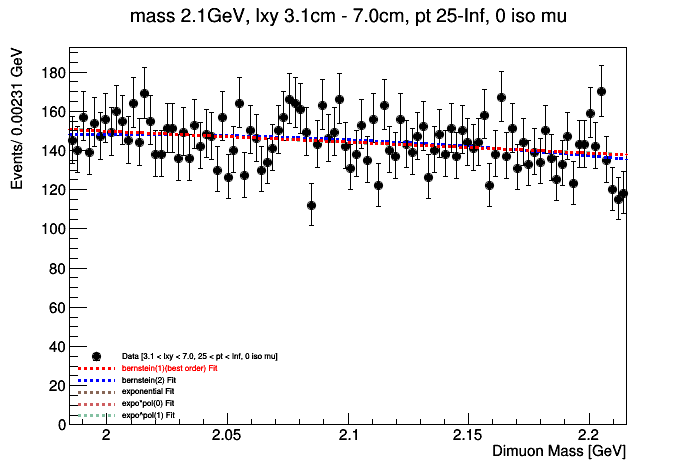 mass 2.1GeV, lxy 3.1cm - 7.0cm, pt 25-Inf, 0 iso mu
Events/ 0.00231 GeV
180
160
140
120
100
80
60
40
20
0
Data [3.1 < lxy < 7.0, 25 < pt < Inf, 0 iso mu]
bernstein(1)(best order) Fit
bernstein(2) Fit
exponential Fit
expo*pol(0) Fit
expo*pol(1) Fit
2
2.05
2.1
2.15
2.2
Dimuon Mass [GeV]